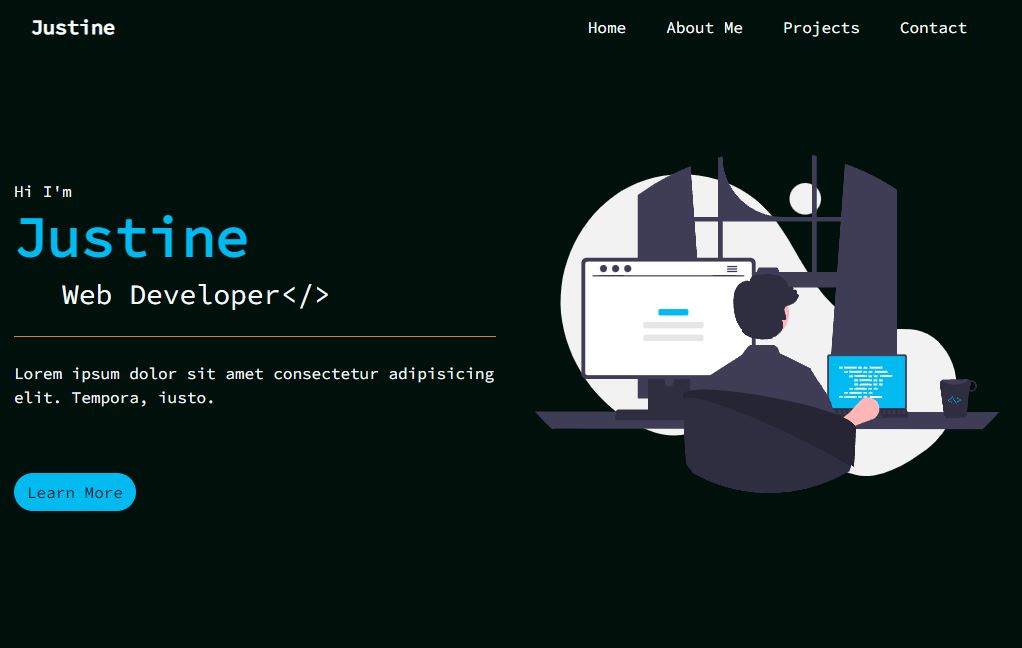 Justine
Home About Me Projects Contact
Hi I'm
Justine
Web Developer</>
Lorem ipsum dolor sit amet consectetur adipisicing
elit. Tempora, iusto.
Learn More
<\>